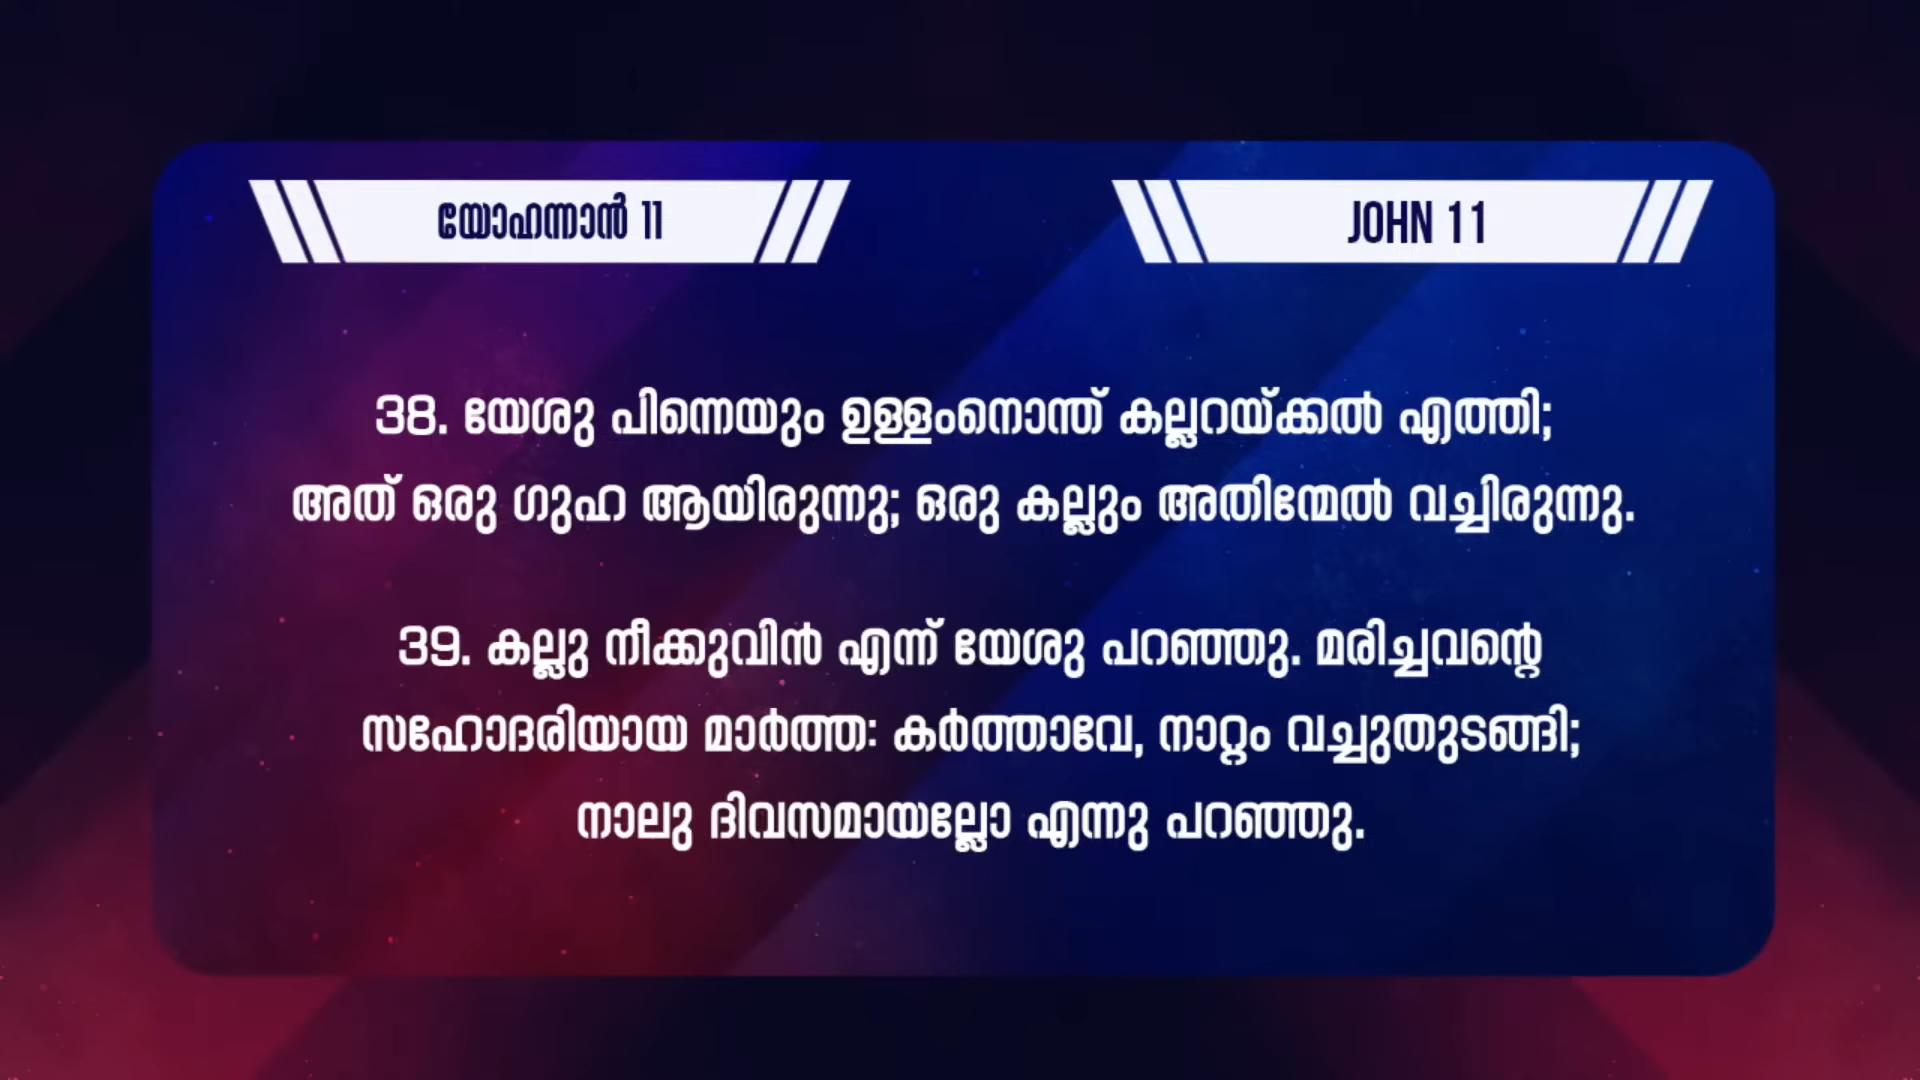 യോഹന്നാൻ 11
JOHN 11
38. യേശു പിന്നെയും ഉള്ളംനൊന്ത് കല്ലറയ്ക്കൽ എത്തി;
അത് ഒരു ഗുഹ ആയിരുന്നു; ഒരു കല്ലും അതിന്മേൽ വച്ചിരുന്നു.
39. കല്ലു നീക്കുവിൻ എന്ന് യേശു പറഞ്ഞു. മരിച്ചവന്റെ
സഹോദരിയായ മാർത്ത: കർത്താവേ, നാറ്റം വച്ചുതുടങ്ങി;
നാലു ദിവസമായല്ലോ എന്നു പറഞ്ഞു.